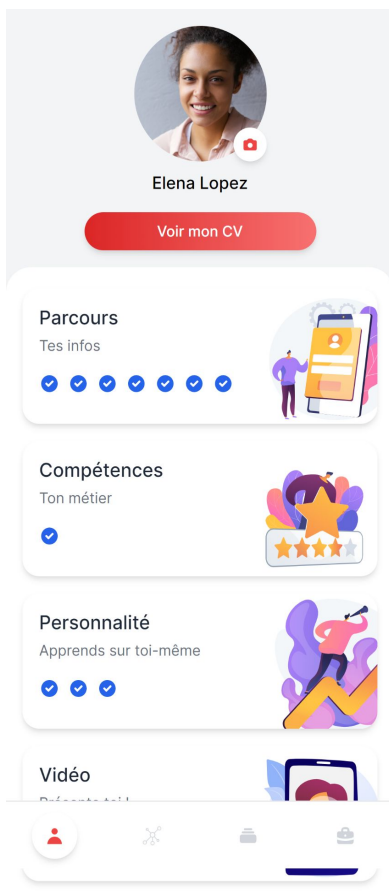 Elena Lopez
Voir mon CV
Parcours
Tes infos
Compétences
Ton métier
Personnalité
Apprends sur toi-même
Vidéo